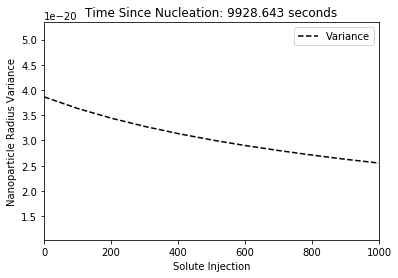 1e−20
Time Since Nucleation: 9928.643 seconds
Variance
5.0
4.5
4.0
3.5
3.0
2.5
2.0
1.5
Nanoparticle Radius Variance
0
200
400
600
800
1000
Solute Injection